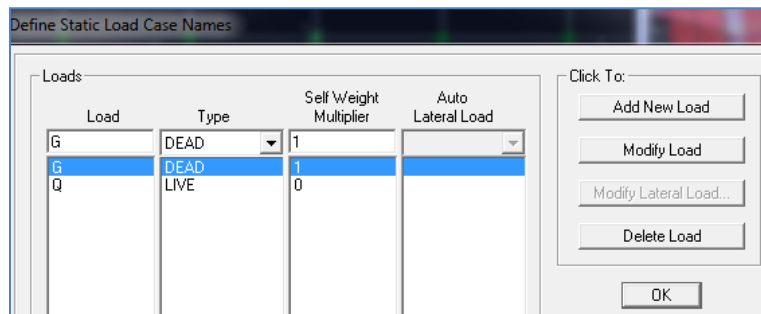 Define Static Load Case Names
Loads
Load Type Self Weight Multiplier Auto Lateral Load
G DEAD 1
G DEAD 1
Q LIVE 0
Click To:
Add New Load
Modify Load
Modify Lateral Load...
Delete Load
OK